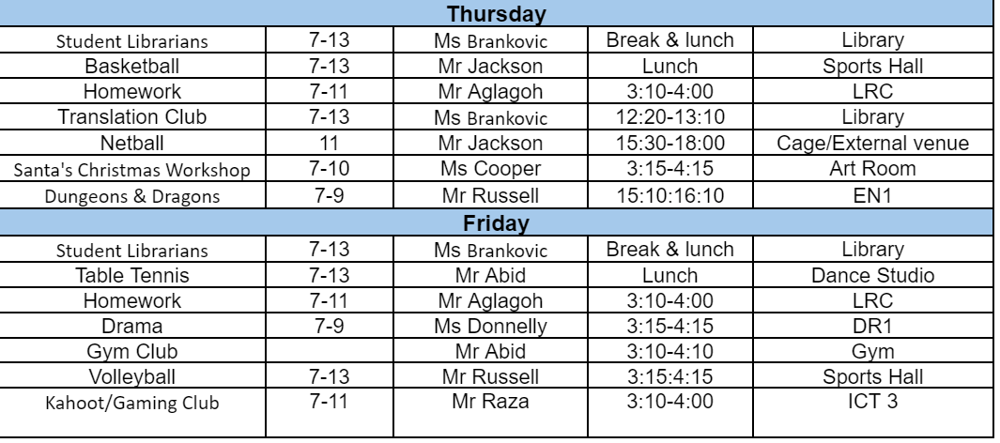 Thursday
Student Librarians 7-13 Ms Brankovic Break & lunch Library
Basketball 7-13 Mr Jackson Lunch Sports Hall
Homework 7-11 Mr Aglagoh 3:10-4:00 LRC
Translation Club 7-13 Ms Brankovic 12:20-13:10 Library
Netball 11 Mr Jackson 15:30-18:00 Cage/External venue
Santa's Christmas Workshop 7-10 Ms Cooper 3:15-4:15 Art Room
Dungeons & Dragons 7-9 Mr Russell 15:10:16:10 EN1
Friday
Student Librarians 7-13 Ms Brankovic Break & lunch Library
Table Tennis 7-13 Mr Abid Lunch Dance Studio
Homework 7-11 Mr Aglagoh 3:10-4:00 LRC
Drama 7-9 Ms Donnelly 3:15-4:15 DR1
Gym Club Mr Abid 3:10-4:10 Gym
Volleyball 7-13 Mr Russell 3:15:4:15 Sports Hall
Kahoot/Gaming Club 7-11 Mr Raza 3:10-4:00 ICT 3